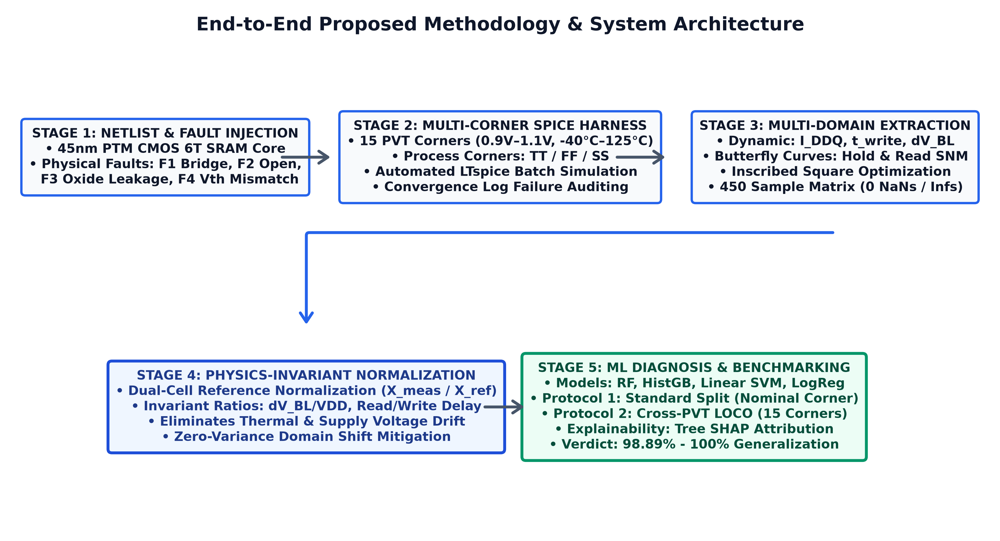 End-to-End Proposed Methodology & System Architecture
STAGE 1: NETLIST & FAULT INJECTION
• 45nm PTM CMOS 6T SRAM Core
• Physical Faults: F1 Bridge, F2 Open,
F3 Oxide Leakage, F4 Vth Mismatch
STAGE 2: MULTI-CORNER SPICE HARNESS
• 15 PVT Corners (0.9V–1.1V, -40°C–125°C)
• Process Corners: TT / FF / SS
• Automated LTspice Batch Simulation
• Convergence Log Failure Auditing
STAGE 3: MULTI-DOMAIN EXTRACTION
• Dynamic: I_DDQ, t_write, dV_BL
• Butterfly Curves: Hold & Read SNM
• Inscribed Square Optimization
• 450 Sample Matrix (0 NaNs / Infs)
STAGE 4: PHYSICS-INVARIANT NORMALIZATION
• Dual-Cell Reference Normalization (X_meas / X_ref)
• Invariant Ratios: dV_BL/VDD, Read/Write Delay
• Eliminates Thermal & Supply Voltage Drift
• Zero-Variance Domain Shift Mitigation
STAGE 5: ML DIAGNOSIS & BENCHMARKING
• Models: RF, HistGB, Linear SVM, LogReg
• Protocol 1: Standard Split (Nominal Corner)
• Protocol 2: Cross-PVT LOCO (15 Corners)
• Explainability: Tree SHAP Attribution
• Verdict: 98.89% - 100% Generalization